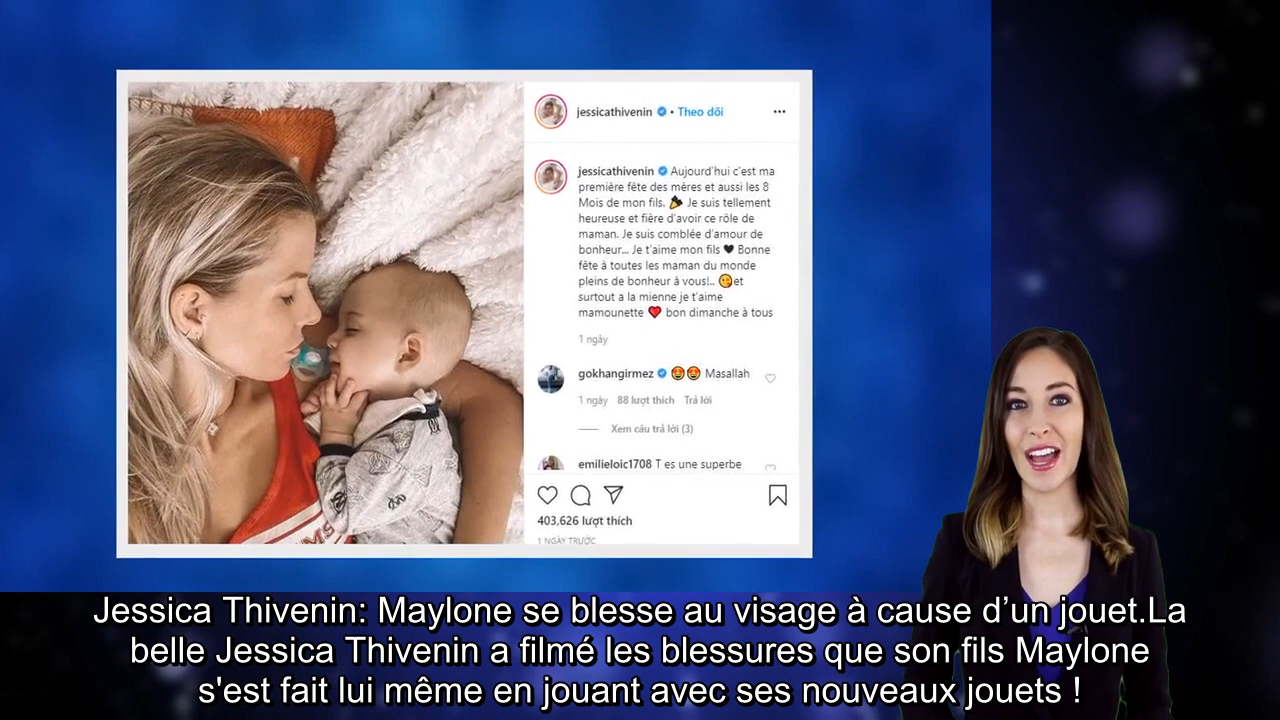 jessicathivenin • Theo dõi
jessicathivenin Aujourd'hui c'est ma
première fête des mères et aussi les 8
Mois de mon fils. 🎉 Je suis tellement
heureuse et fière d'avoir ce rôle de
maman. Je suis comblée d'amour de
bonheur... Je t'aime mon fils 🖤 Bonne
fête à toutes les maman du monde
pleins de bonheur à vous!.. 😘et
surtout a la mienne je t'aime
mamounette ❤️ bon dimanche à tous
1 ngày
gokhangirmez 🤩🤩 Masallah
1 ngày 88 lượt thích Trả lời
Xem câu trả lời (3)
emilieloic1708 T es une superbe
403,626 lượt thích
1 NGÀY TRƯỚC
Jessica Thivenin: Maylone se blesse au visage à cause d’un jouet.La
belle Jessica Thivenin a filmé les blessures que son fils Maylone
s'est fait lui même en jouant avec ses nouveaux jouets !